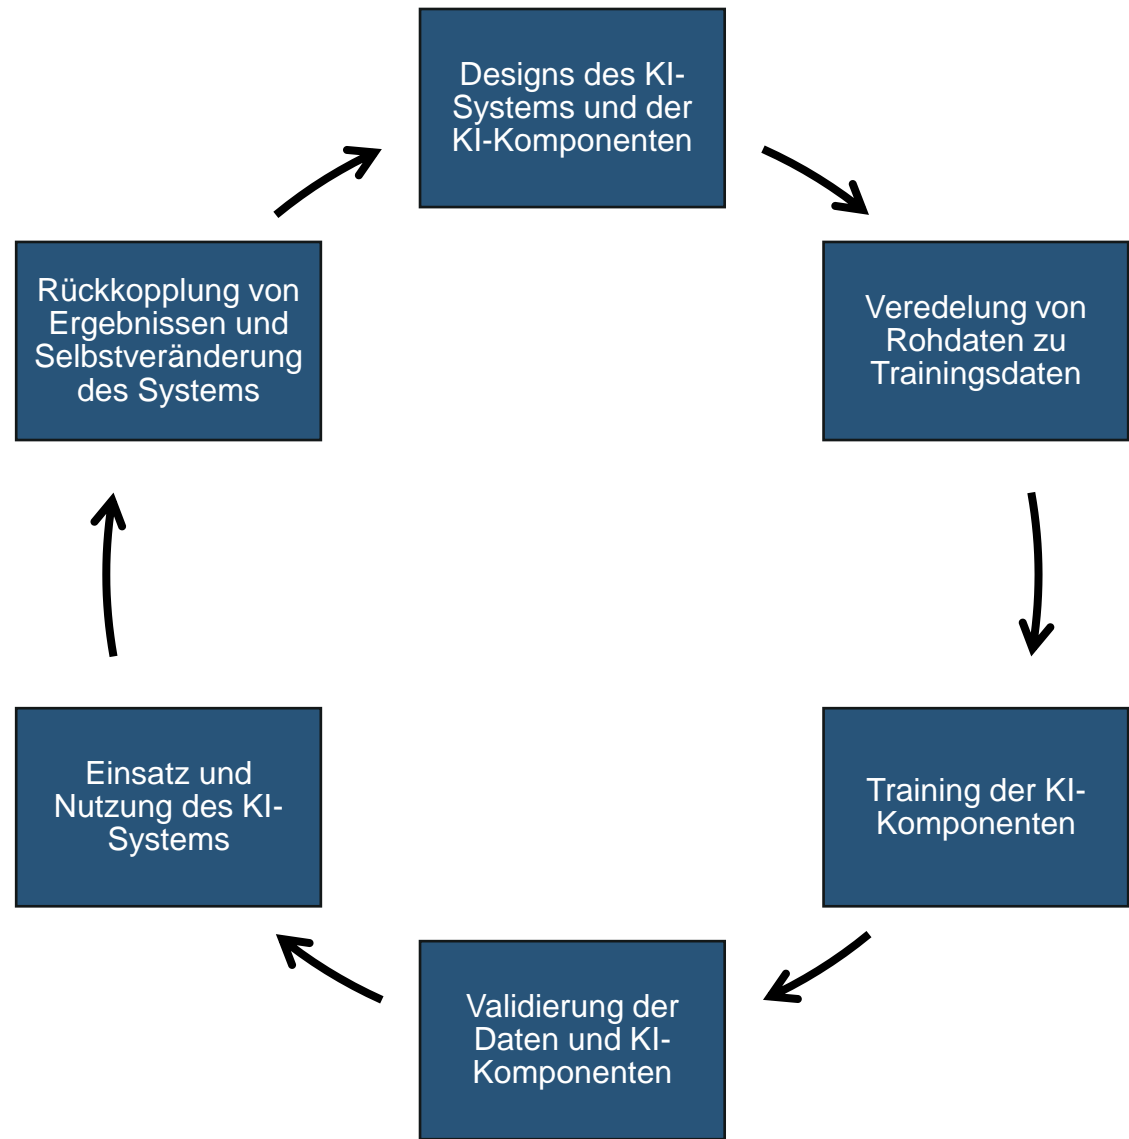 Designs des KI-
Systems und der
KI-Komponenten
Veredelung von
Rohdaten zu
Trainingsdaten
Training der KI-
Komponenten
Validierung der
Daten und KI-
Komponenten
Einsatz und
Nutzung des KI-
Systems
Rückkopplung von
Ergebnissen und
Selbstveränderung
des Systems